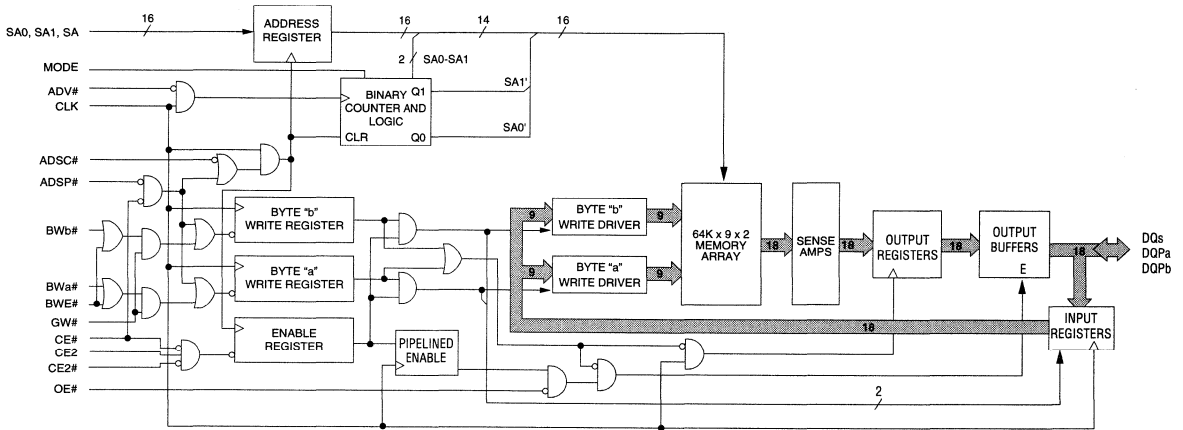 16
ADDRESS
REGISTER
16
14
16
SA0, SA1, SA
2
SA0-SA1
MODE
ADV#
CLK
BINARY
COUNTER AND
LOGIC
Q1
CLR
Q0
SA1'
SA0'
ADSC#
ADSP#
BWb#
BYTE "b"
WRITE REGISTER
BYTE "a"
WRITE REGISTER
ENABLE
REGISTER
PIPELINED
ENABLE
9
BYTE "b"
WRITE DRIVER
9
9
BYTE "a"
WRITE DRIVER
9
64K x 9 x 2
MEMORY
ARRAY
18
SENSE
AMPS
18
OUTPUT
REGISTERS
18
OUTPUT
BUFFERS
E
18
DQs
DQPa
DQPb
BWa#
BWE#
GW#
CE#
CE2
CE2#
OE#
18
INPUT
REGISTERS
2